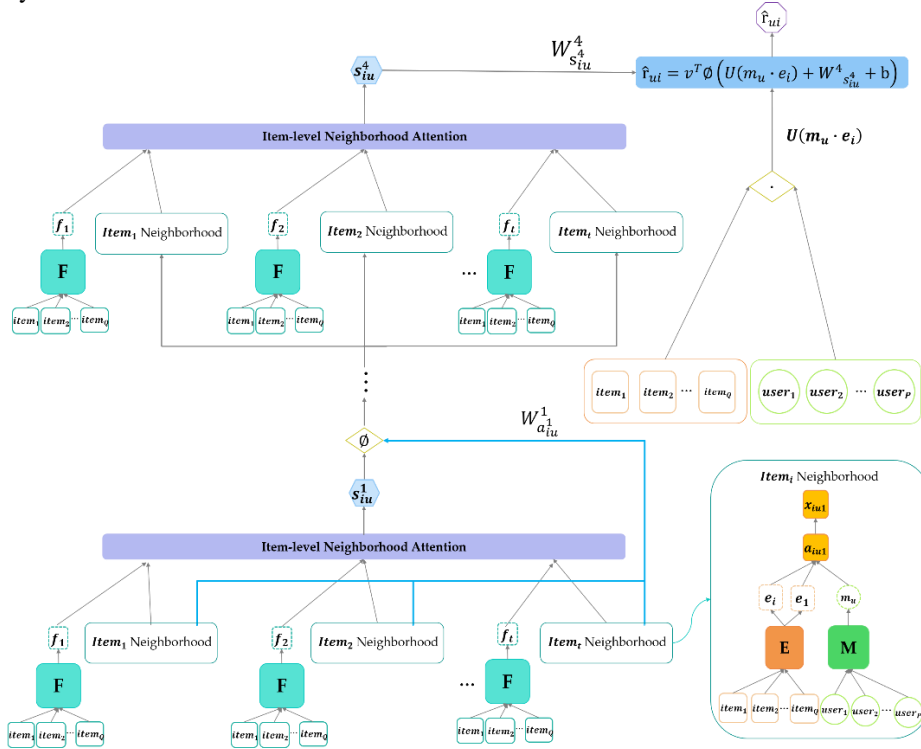 r̂ui
W⁴s⁴iu
s⁴iu
r̂ui = vᵀ∅(U(mu · ei) + W⁴s⁴iu + b)
Item-level Neighborhood Attention
U(mu · ei)
·
f1
Item1 Neighborhood
f2
Item2 Neighborhood
ft
Itemt Neighborhood
F
F
... F
item1 item2 ... itemQ
item1 item2 ... itemQ
item1 item2 ... itemQ
item1 item2 ... itemQ
user1 user2 ... userP
⋮
W¹a¹iu
∅
s¹iu
Item-level Neighborhood Attention
f1
Item1 Neighborhood
f2
Item2 Neighborhood
ft
Itemt Neighborhood
F
F
... F
item1 item2 ... itemQ
item1 item2 ... itemQ
item1 item2 ... itemQ
Itemi Neighborhood
xiu1
aiu1
ei e1 mu
E M
item1 item2 ... itemQ user1 user2 ... userP